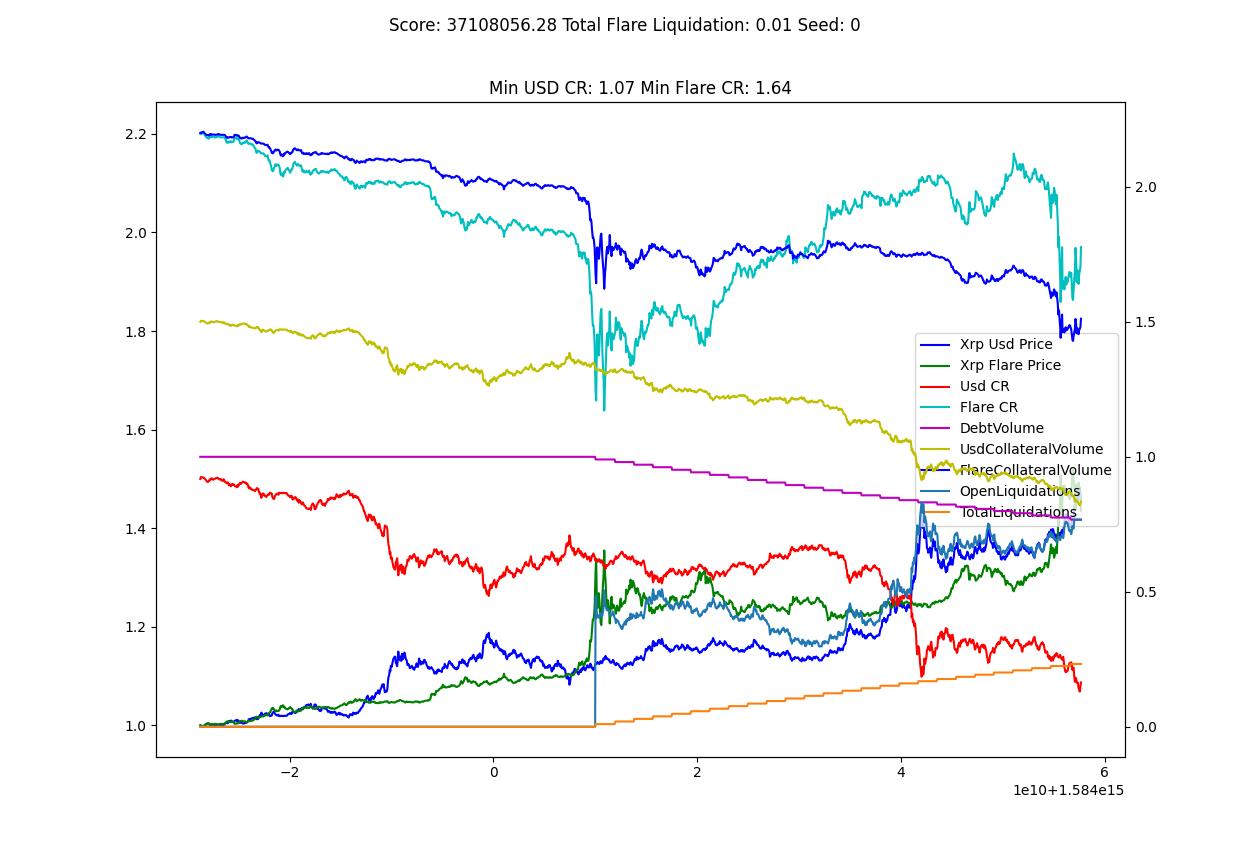 Score: 37108056.28 Total Flare Liquidation: 0.01 Seed: 0
Min USD CR: 1.07 Min Flare CR: 1.64
2.2
2.0
1.8
1.6
1.4
1.2
1.0
2.0
1.5
1.0
0.5
0.0
Xrp Usd Price
Xrp Flare Price
Usd CR
Flare CR
DebtVolume
UsdCollateralVolume
FlareCollateralVolume
OpenLiquidations
TotalLiquidations
−2 0 2 4 6
1e10+1.584e15